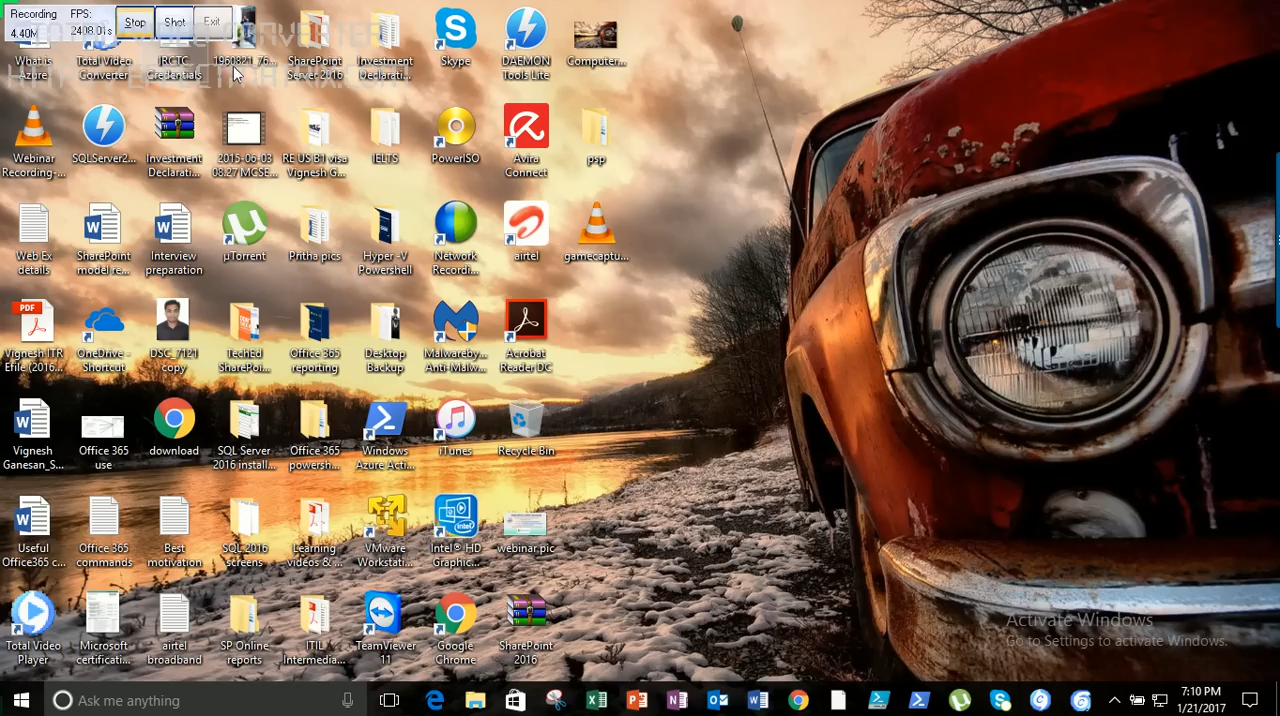 Recording FPS:
4.40M 2408.01s
Stop Shot Exit
What is Azure
Total Video Converter
IRCTC Credentials
1960821_76...
SharePoint Server 2016
Investment Declarati...
Skype
DAEMON Tools Lite
Computer...
Webinar Recording-...
SQLServer2...
Investment Declarati...
2015-06-03 08.27 MCSE...
RE US B1 visa Vignesh G...
IELTS
PowerISO
Avira Connect
psp
Web Ex details
SharePoint model re...
Interview preparation
µTorrent
Pritha pics
Hyper -V Powershell
Network Recordi...
airtel
gamecaptu...
PDF
Vignesh ITR Efile (2016...
OneDrive - Shortcut
DSC_7121 copy
TechEd SharePoi...
Office 365 reporting
Desktop Backup
Malwareby... Anti-Malw...
Acrobat Reader DC
Vignesh Ganesan_S...
Office 365 use
download
SQL Server 2016 install...
Office 365 powersh...
Windows Azure Acti...
iTunes
Recycle Bin
Useful Office365 c...
Office 365 commands
Best motivation
SQL 2016 screens
Learning videos & ...
VMware Workstati...
Intel® HD Graphic...
webinar pic
Total Video Player
Microsoft certificati...
airtel broadband
SP Online reports
ITIL Intermedia...
TeamViewer 11
Google Chrome
SharePoint 2016
Activate Windows
Go to Settings to activate Windows.
Ask me anything
7:10 PM
1/21/2017